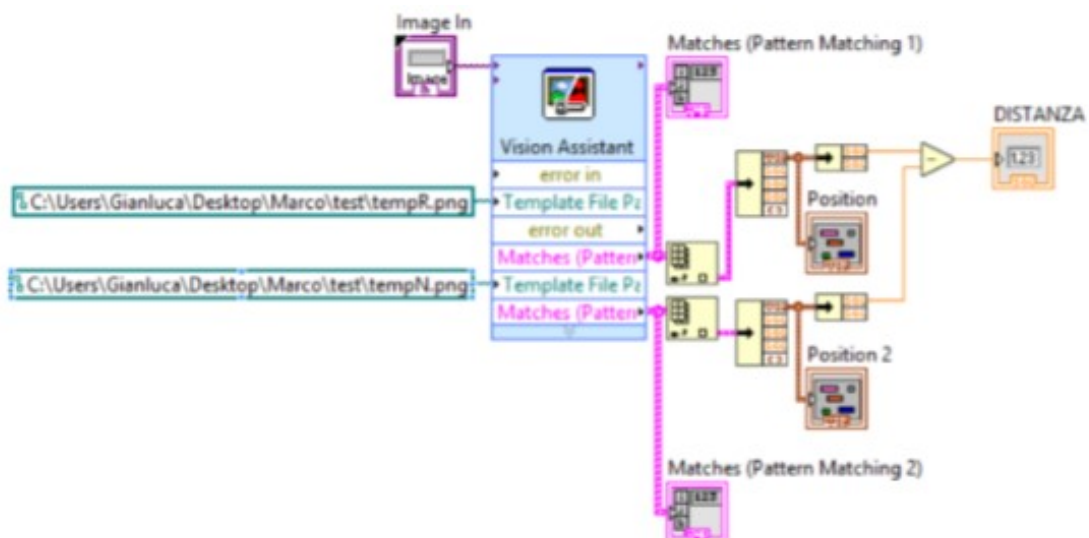 Image In
Matches (Pattern Matching 1)
DISTANZA
Vision Assistant
error in
C:\Users\Gianluca\Desktop\Marco\test\tempR.png
Template File Pa
Position
error out
Matches (Pattern
C:\Users\Gianluca\Desktop\Marco\test\tempN.png
Template File Pa
Matches (Pattern
Position 2
Matches (Pattern Matching 2)